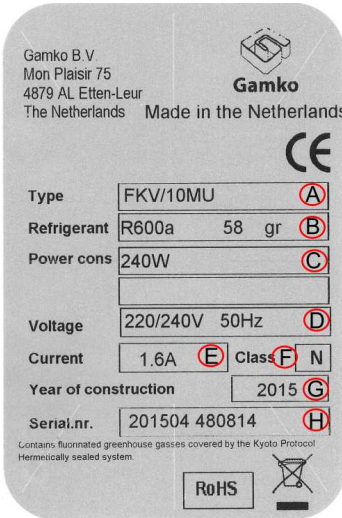 Gamko B.V.
Mon Plaisir 75
4879 AL Etten-Leur
The Netherlands
Gamko
Made in the Netherlands
CE
Type FKV/10MU A
Refrigerant R600a 58 gr B
Power cons 240W C
Voltage 220/240V 50Hz D
Current 1.6A E Class F N
Year of construction 2015 G
Serial.nr. 201504 480814 H
Contains fluorinated greenhouse gasses covered by the Kyoto Protocol
Hermetically sealed system.
RoHS